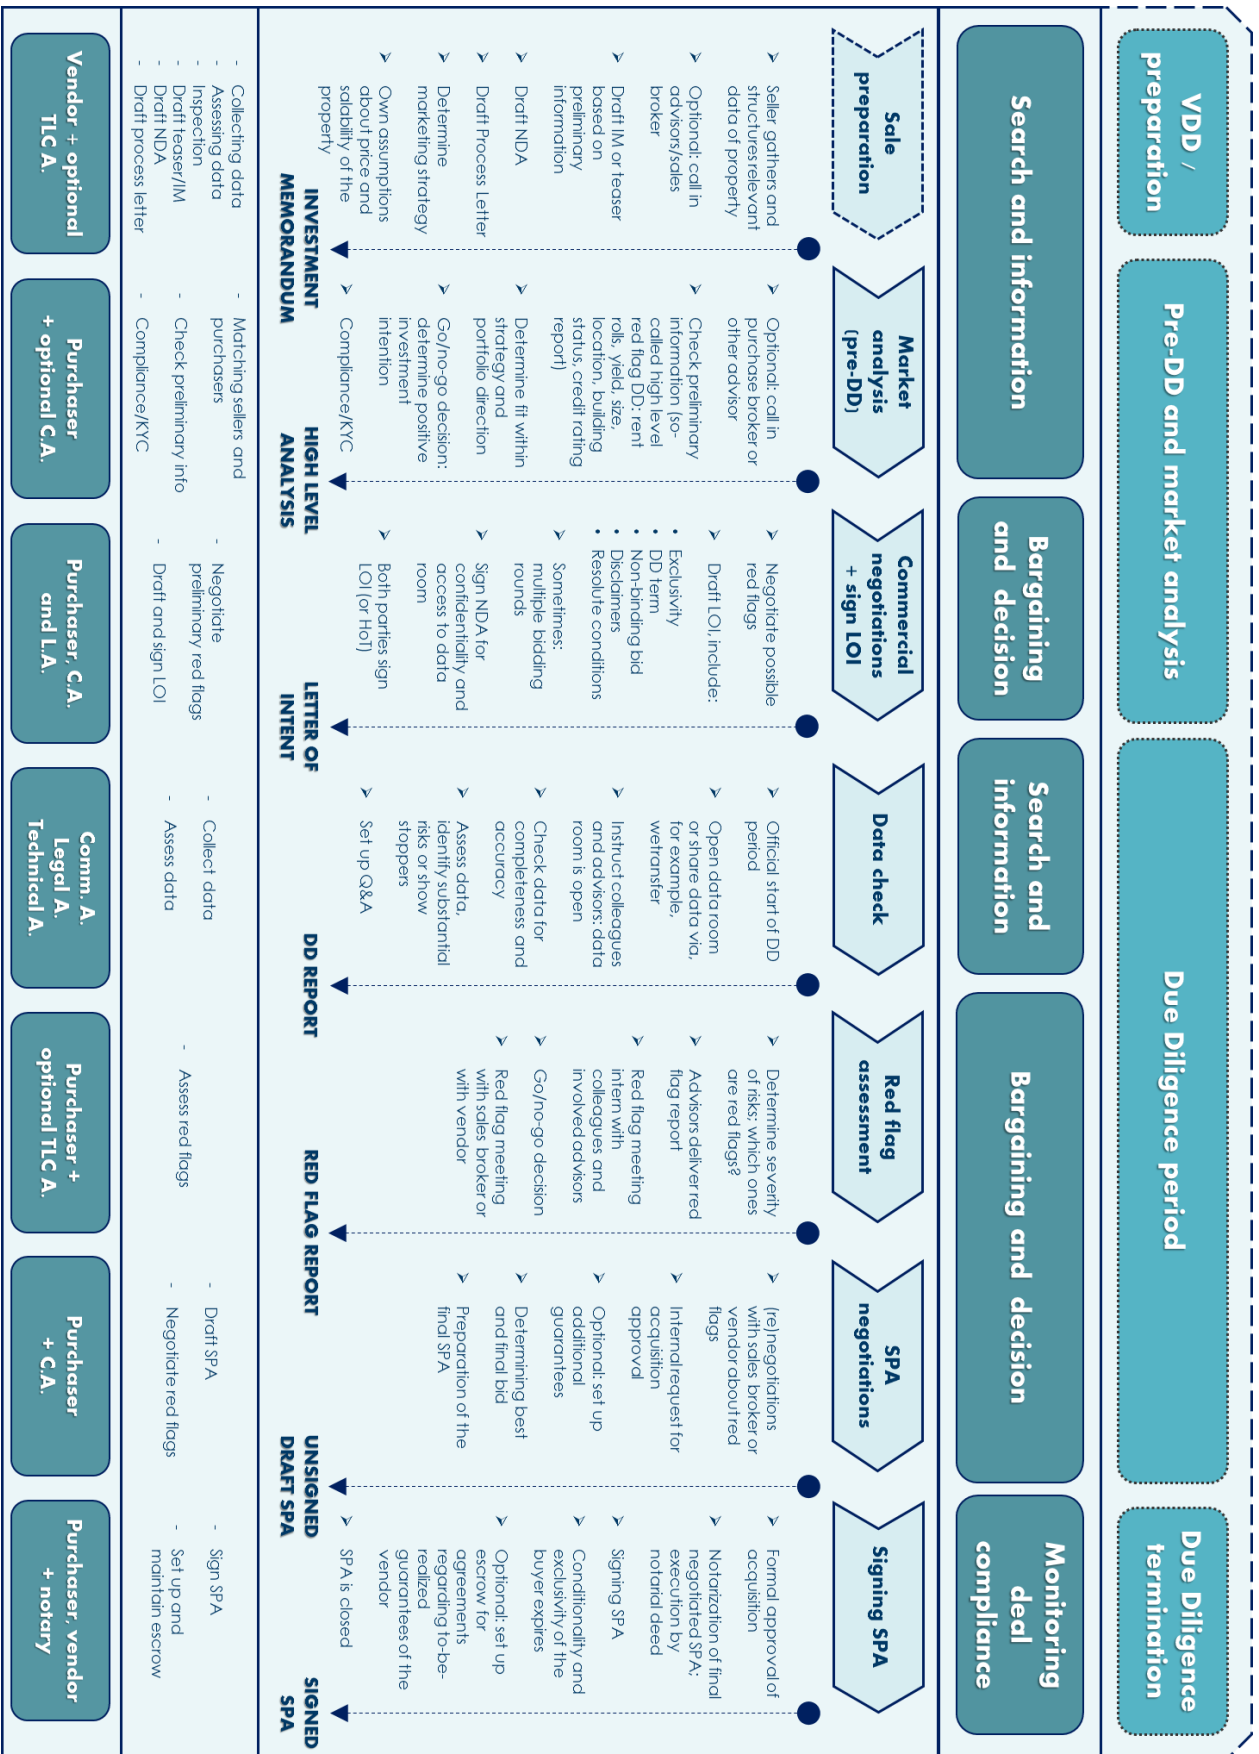 VDD /
preparation
Pre-DD and market analysis
Due Diligence period
Due Diligence
termination
Search and information
Bargaining
and decision
Search and
information
Bargaining and decision
Monitoring
deal
compliance
Sale
preparation
Market
analysis
(pre-DD)
Commercial
negotiations
+ sign LOI
Data check
Red flag
assessment
SPA
negotiations
Signing SPA
➢ Seller gathers and
structures relevant
data of property
➢ Optional: call in
advisors/sales
broker
➢ Draft IM or teaser
based on
preliminary
information
➢ Draft NDA
➢ Draft Process Letter
➢ Determine
marketing strategy
➢ Own assumptions
about price and
salability of the
property
INVESTMENT
MEMORANDUM
➢ Optional: call in
purchase broker or
other advisor
➢ Check preliminary
information (so-
called high level
red flag DD: rent
rolls, yield, size,
location, building
status, credit rating
report)
➢ Determine fit within
strategy and
portfolio direction
➢ Go/no-go decision:
determine positive
investment
intention
➢ Compliance/KYC
HIGH LEVEL
ANALYSIS
➢ Negotiate possible
red flags
➢ Draft LOI, include:
• Exclusivity
• DD term
• Non-binding bid
• Disclaimers
• Resolute conditions
➢ Sometimes:
multiple bidding
rounds
➢ Sign NDA for
confidentiality and
access to data
room
➢ Both parties sign
LOI (or HoT)
LETTER OF
INTENT
➢ Official start of DD
period
➢ Open data room
or share data via,
for example,
wetransfer
➢ Instruct colleagues
and advisors: data
room is open
➢ Check data for
completeness and
accuracy
➢ Assess data,
identify substantial
risks or show
stoppers
➢ Set up Q&A
DD REPORT
➢ Determine severity
of risks; which ones
are red flags?
➢ Advisors deliver red
flag report
➢ Red flag meeting
intern with
colleagues and
involved advisors
➢ Go/no-go decision
➢ Red flag meeting
with sales broker or
with vendor
RED FLAG REPORT
➢ (re)negotiations
with sales broker or
vendor about red
flags
➢ Internal request for
acquisition
approval
➢ Optional: set up
additional
guarantees
➢ Determining best
and final bid
➢ Preparation of the
final SPA
UNSIGNED
DRAFT SPA
➢ Formal approval of
acquisition
➢ Notarization of final
negotiated SPA;
execution by
notarial deed
➢ Signing SPA
➢ Conditionality and
exclusivity of the
buyer expires
➢ Optional: set up
escrow for
agreements
regarding to-be-
realized
guarantees of the
vendor
➢ SPA is closed
SIGNED
SPA
- Collecting data
- Assessing data
- Inspection
- Draft teaser/IM
- Draft NDA
- Draft process letter
- Matching sellers and
purchasers
- Check preliminary info
- Compliance/KYC
- Negotiate
preliminary red flags
- Draft and sign LOI
- Collect data
- Assess data
- Assess red flags
- Draft SPA
- Negotiate red flags
- Sign SPA
- Set up and
maintain escrow
Vendor + optional
TLC A.
Purchaser
+ optional C.A.
Purchaser, C.A.
and L.A.
Comm. A.
Legal A.
Technical A.
Purchaser +
optional TLC A.
Purchaser
+ C.A.
Purchaser, vendor
+ notary